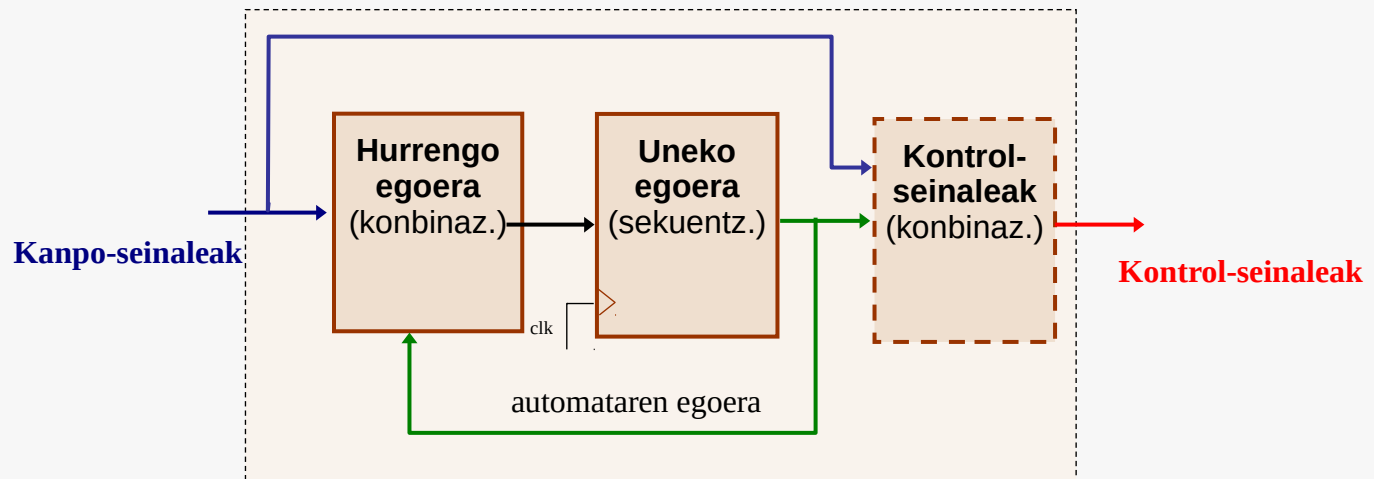 Hurrengo
egoera
(konbinaz.)
Uneko
egoera
(sekuentz.)
Kontrol-
seinaleak
(konbinaz.)
Kanpo-seinaleak
Kontrol-seinaleak
clk
automataren egoera